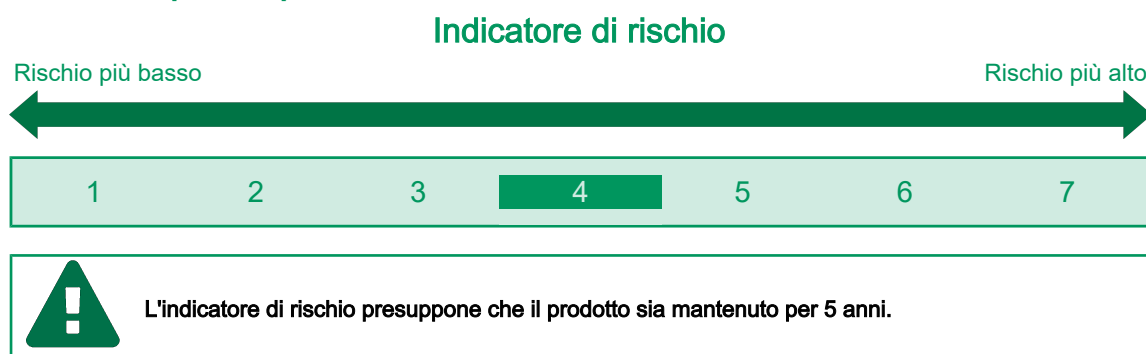 Indicatore di rischio
Rischio più basso Rischio più alto
1 2 3 4 5 6 7
L'indicatore di rischio presuppone che il prodotto sia mantenuto per 5 anni.